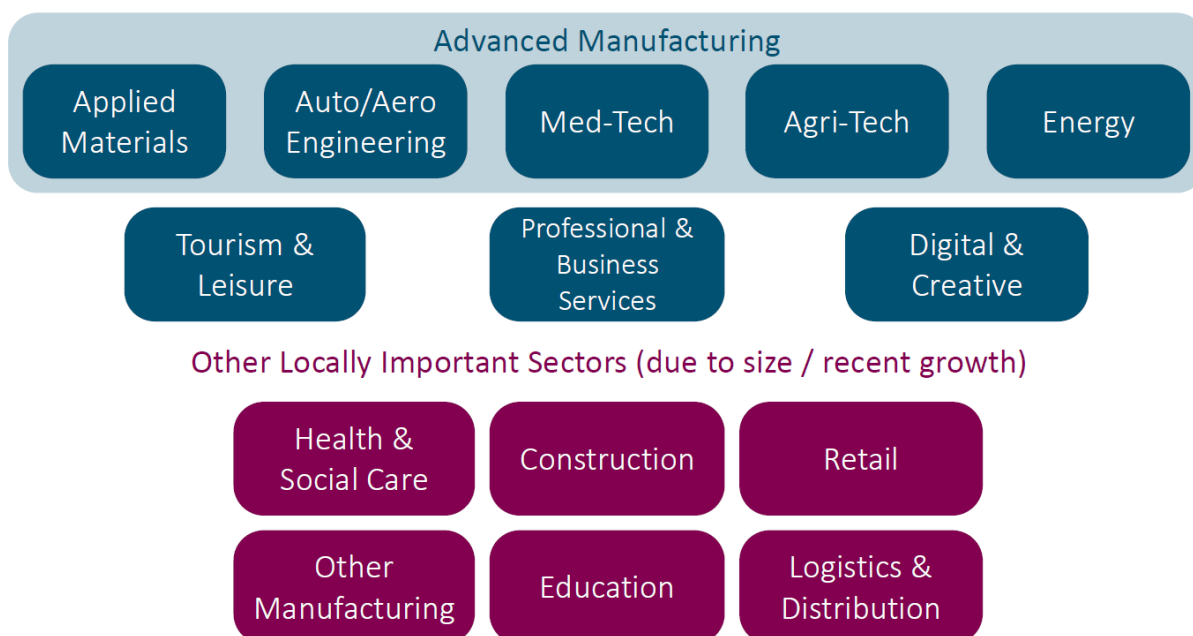 Advanced Manufacturing
Applied
Materials
Auto/Aero
Engineering
Med-Tech
Agri-Tech
Energy
Tourism &
Leisure
Professional &
Business
Services
Digital &
Creative
Other Locally Important Sectors (due to size / recent growth)
Health &
Social Care
Construction
Retail
Other
Manufacturing
Education
Logistics &
Distribution